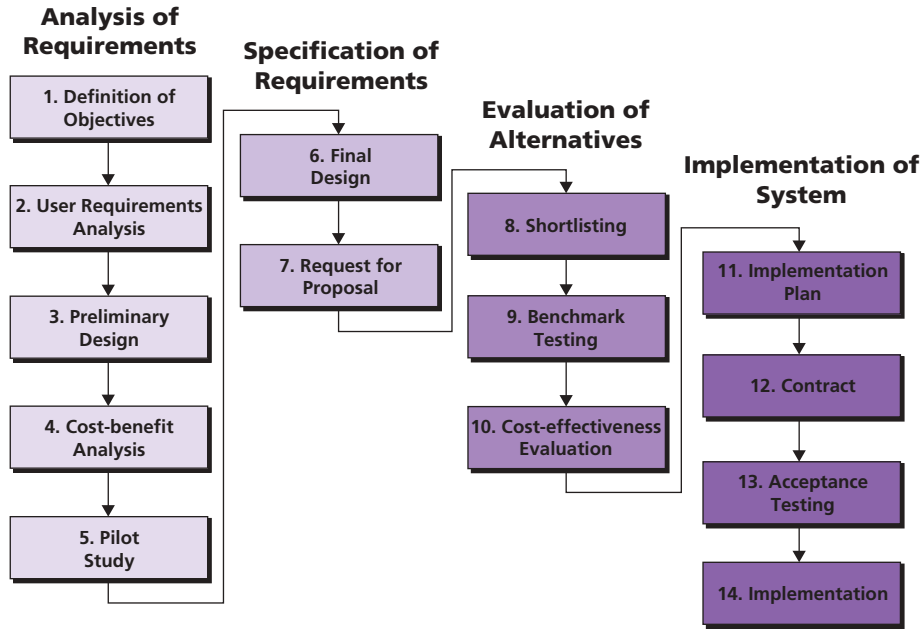 Analysis of
Requirements
1. Definition of
Objectives
2. User Requirements
Analysis
3. Preliminary
Design
4. Cost-benefit
Analysis
5. Pilot
Study
Specification of
Requirements
6. Final
Design
7. Request for
Proposal
Evaluation of
Alternatives
8. Shortlisting
9. Benchmark
Testing
10. Cost-effectiveness
Evaluation
Implementation of
System
11. Implementation
Plan
12. Contract
13. Acceptance
Testing
14. Implementation